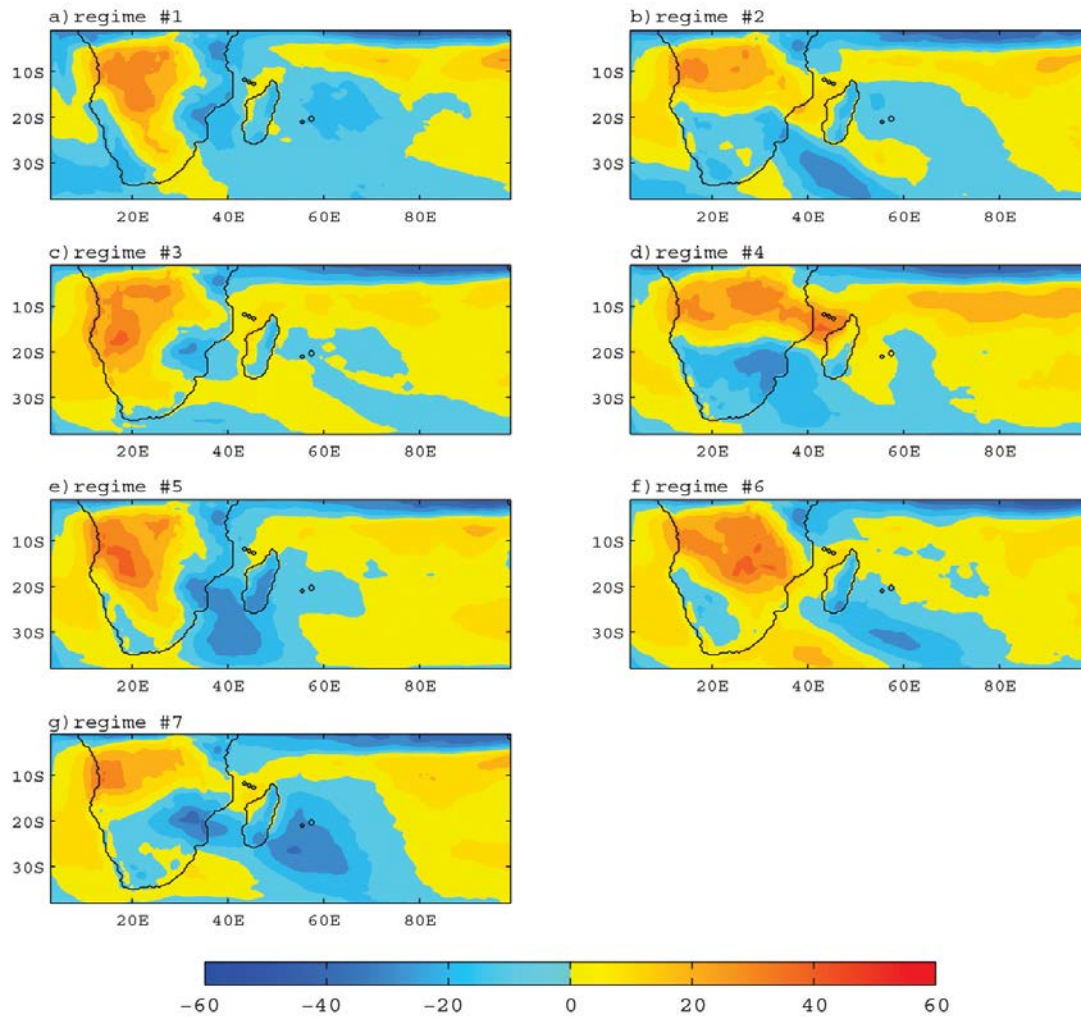 a)regime #1
b)regime #2
10S
20S
30S
10S
20S
30S
20E 40E 60E 80E
20E 40E 60E 80E
c)regime #3
d)regime #4
10S
20S
30S
10S
20S
30S
20E 40E 60E 80E
20E 40E 60E 80E
e)regime #5
f)regime #6
10S
20S
30S
10S
20S
30S
20E 40E 60E 80E
20E 40E 60E 80E
g)regime #7
10S
20S
30S
20E 40E 60E 80E
−60 −40 −20 0 20 40 60